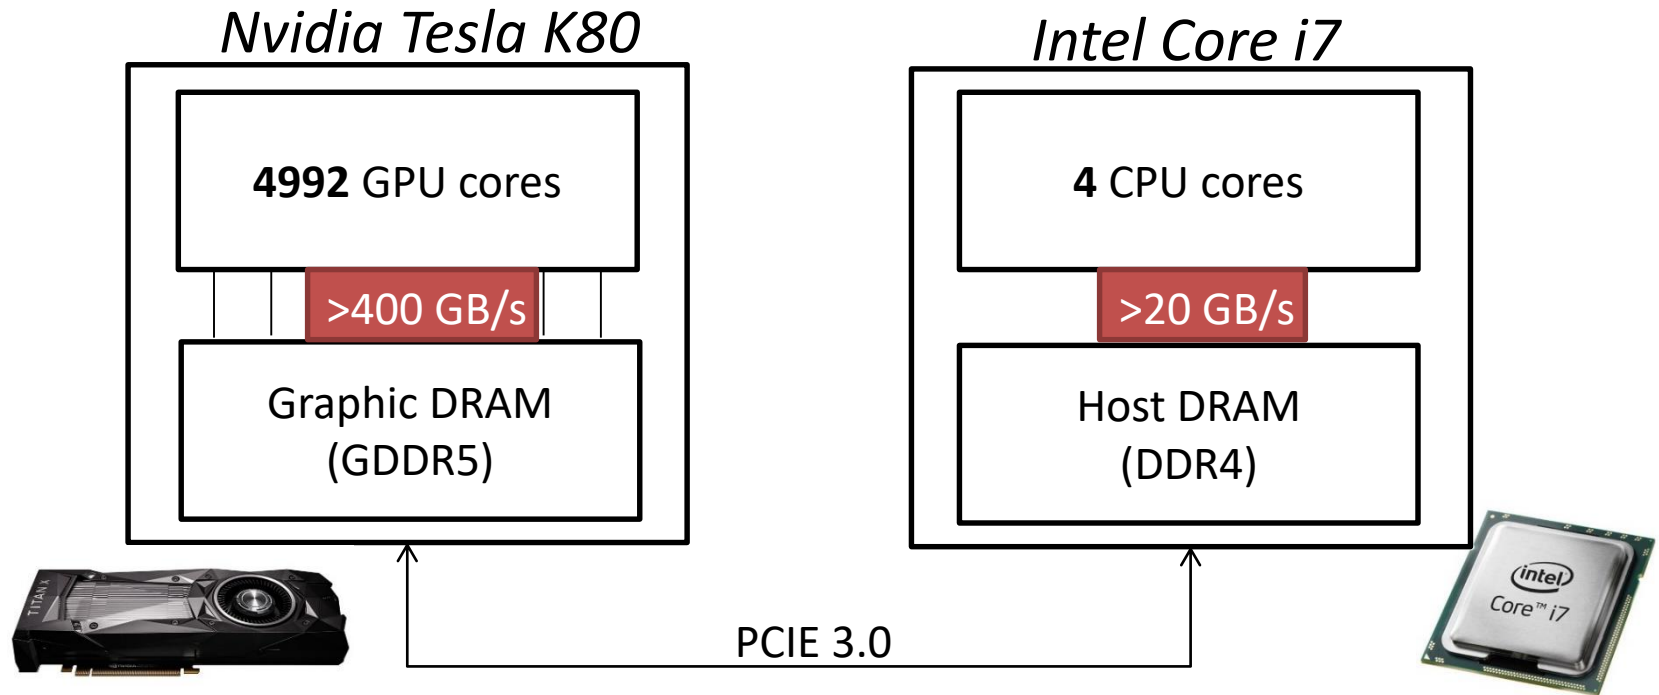 Nvidia Tesla K80
Intel Core i7
4992 GPU cores
4 CPU cores
>400 GB/s
>20 GB/s
Graphic DRAM
(GDDR5)
Host DRAM
(DDR4)
TITAN X
intel
Core™ i7
PCIE 3.0